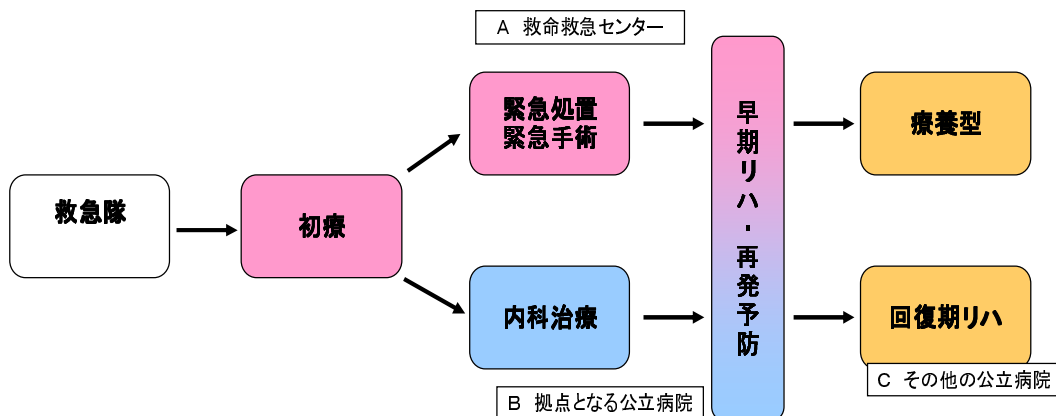 A 救命救急センター
緊急処置
緊急手術
早期リハ・再発予防
療養型
救急隊
初療
内科治療
回復期リハ
B 拠点となる公立病院
C その他の公立病院